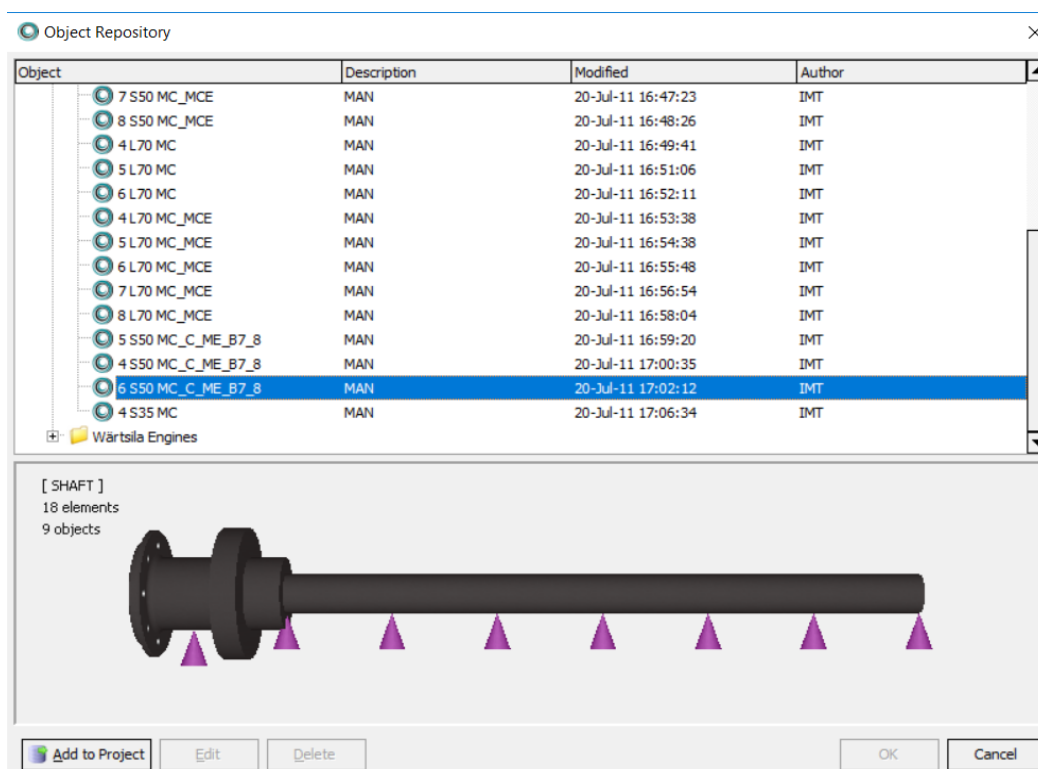 Object Repository
Object Description Modified Author
7 S50 MC_MCE MAN 20-Jul-11 16:47:23 IMT
8 S50 MC_MCE MAN 20-Jul-11 16:48:26 IMT
4 L70 MC MAN 20-Jul-11 16:49:41 IMT
5 L70 MC MAN 20-Jul-11 16:51:06 IMT
6 L70 MC MAN 20-Jul-11 16:52:11 IMT
4 L70 MC_MCE MAN 20-Jul-11 16:53:38 IMT
5 L70 MC_MCE MAN 20-Jul-11 16:54:38 IMT
6 L70 MC_MCE MAN 20-Jul-11 16:55:48 IMT
7 L70 MC_MCE MAN 20-Jul-11 16:56:54 IMT
8 L70 MC_MCE MAN 20-Jul-11 16:58:04 IMT
5 S50 MC_C_ME_B7_8 MAN 20-Jul-11 16:59:20 IMT
4 S50 MC_C_ME_B7_8 MAN 20-Jul-11 17:00:35 IMT
6 S50 MC_C_ME_B7_8 MAN 20-Jul-11 17:02:12 IMT
4 S35 MC MAN 20-Jul-11 17:06:34 IMT
Wärtsila Engines
[ SHAFT ]
18 elements
9 objects
Add to Project Edit Delete OK Cancel